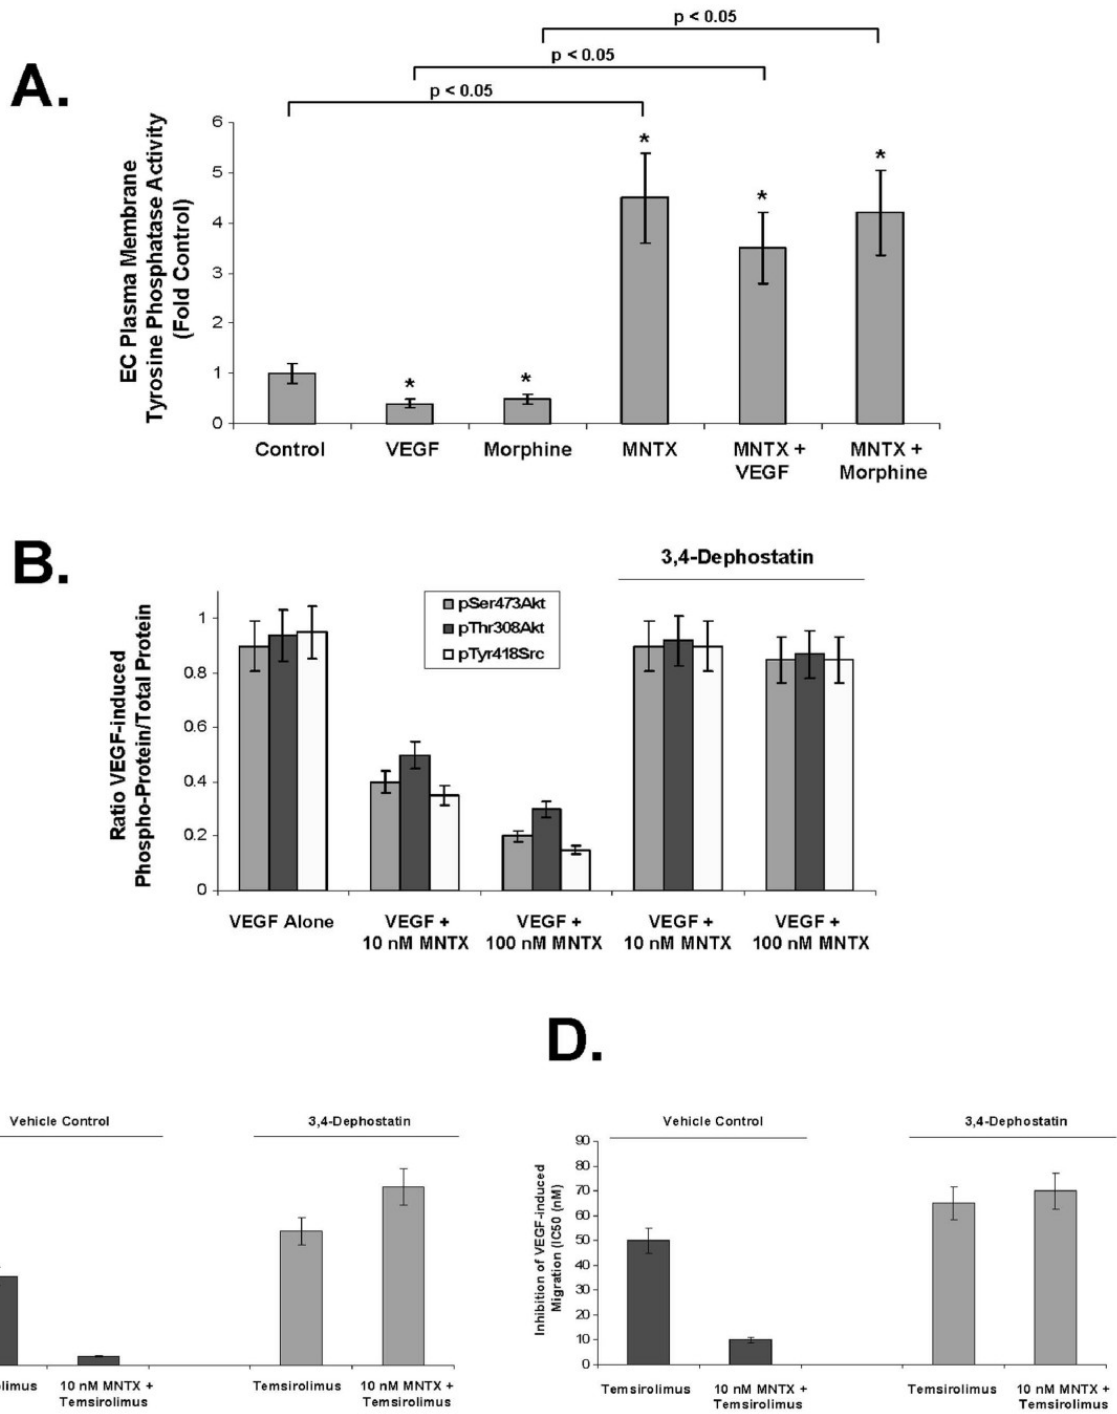 A.
p < 0.05
p < 0.05
p < 0.05
EC Plasma Membrane
Tyrosine Phosphatase Activity
(Fold Control)
6
5
4
3
2
1
0
*
*
*
*
*
Control
VEGF
Morphine
MNTX
MNTX +
VEGF
MNTX +
Morphine
B.
3,4-Dephostatin
Ratio VEGF-induced
Phospho-Protein/Total Protein
1
0.8
0.6
0.4
0.2
0
pSer473Akt
pThr308Akt
pTyr418Src
VEGF Alone
VEGF +
10 nM MNTX
VEGF +
100 nM MNTX
VEGF +
10 nM MNTX
VEGF +
100 nM MNTX
Vehicle Control
3,4-Dephostatin
olimus
10 nM MNTX +
Temsirolimus
Temsirolimus
10 nM MNTX +
Temsirolimus
D.
Vehicle Control
3,4-Dephostatin
Inhibition of VEGF-induced
Migration (IC50 (nM)
90
80
70
60
50
40
30
20
10
0
Temsirolimus
10 nM MNTX +
Temsirolimus
Temsirolimus
10 nM MNTX +
Temsirolimus